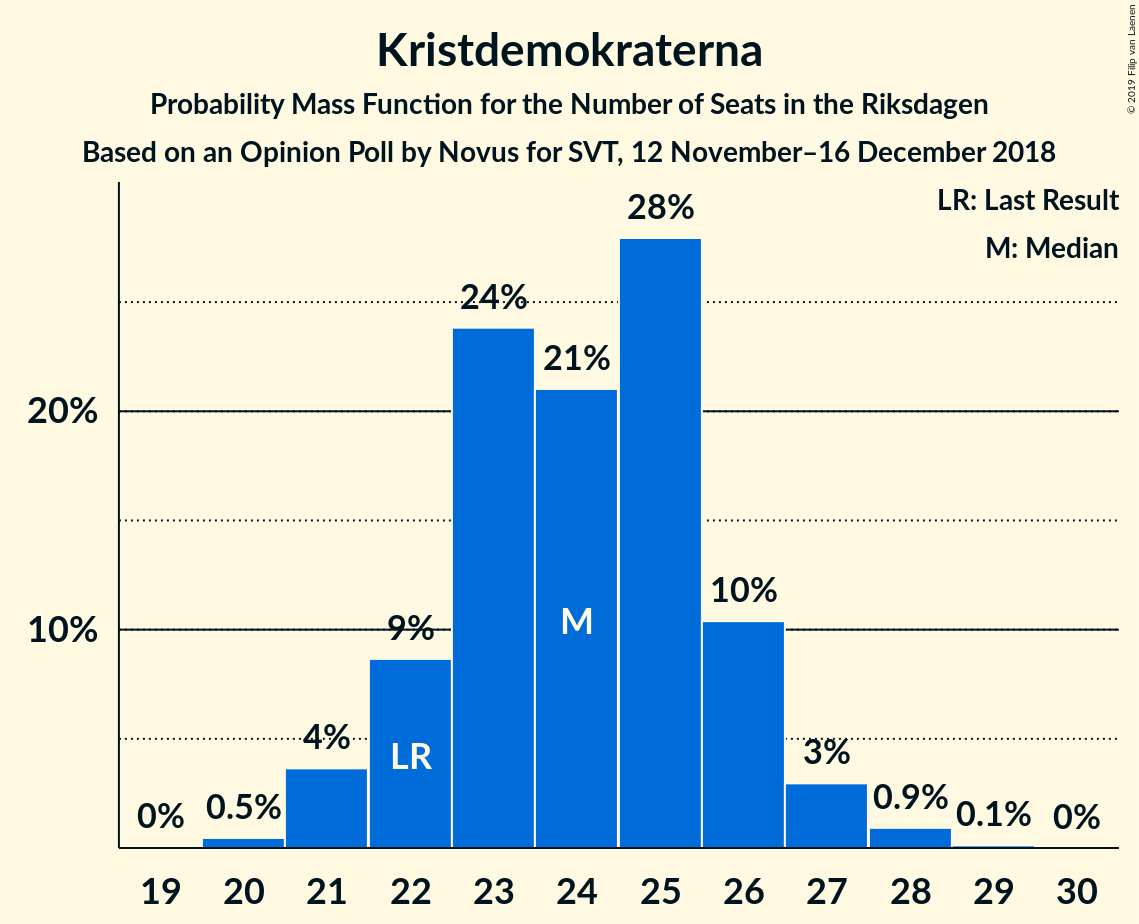 Kristdemokraterna
Probability Mass Function for the Number of Seats in the Riksdagen
Based on an Opinion Poll by Novus for SVT, 12 November–16 December 2018
© 2019 Filip van Laenen
LR: Last Result
M: Median
28%
24%
21%
20%
10%
10%
9%
M
4%
LR
3%
0%
0.5%
0.9%
0.1%
0%
19 20 21 22 23 24 25 26 27 28 29 30